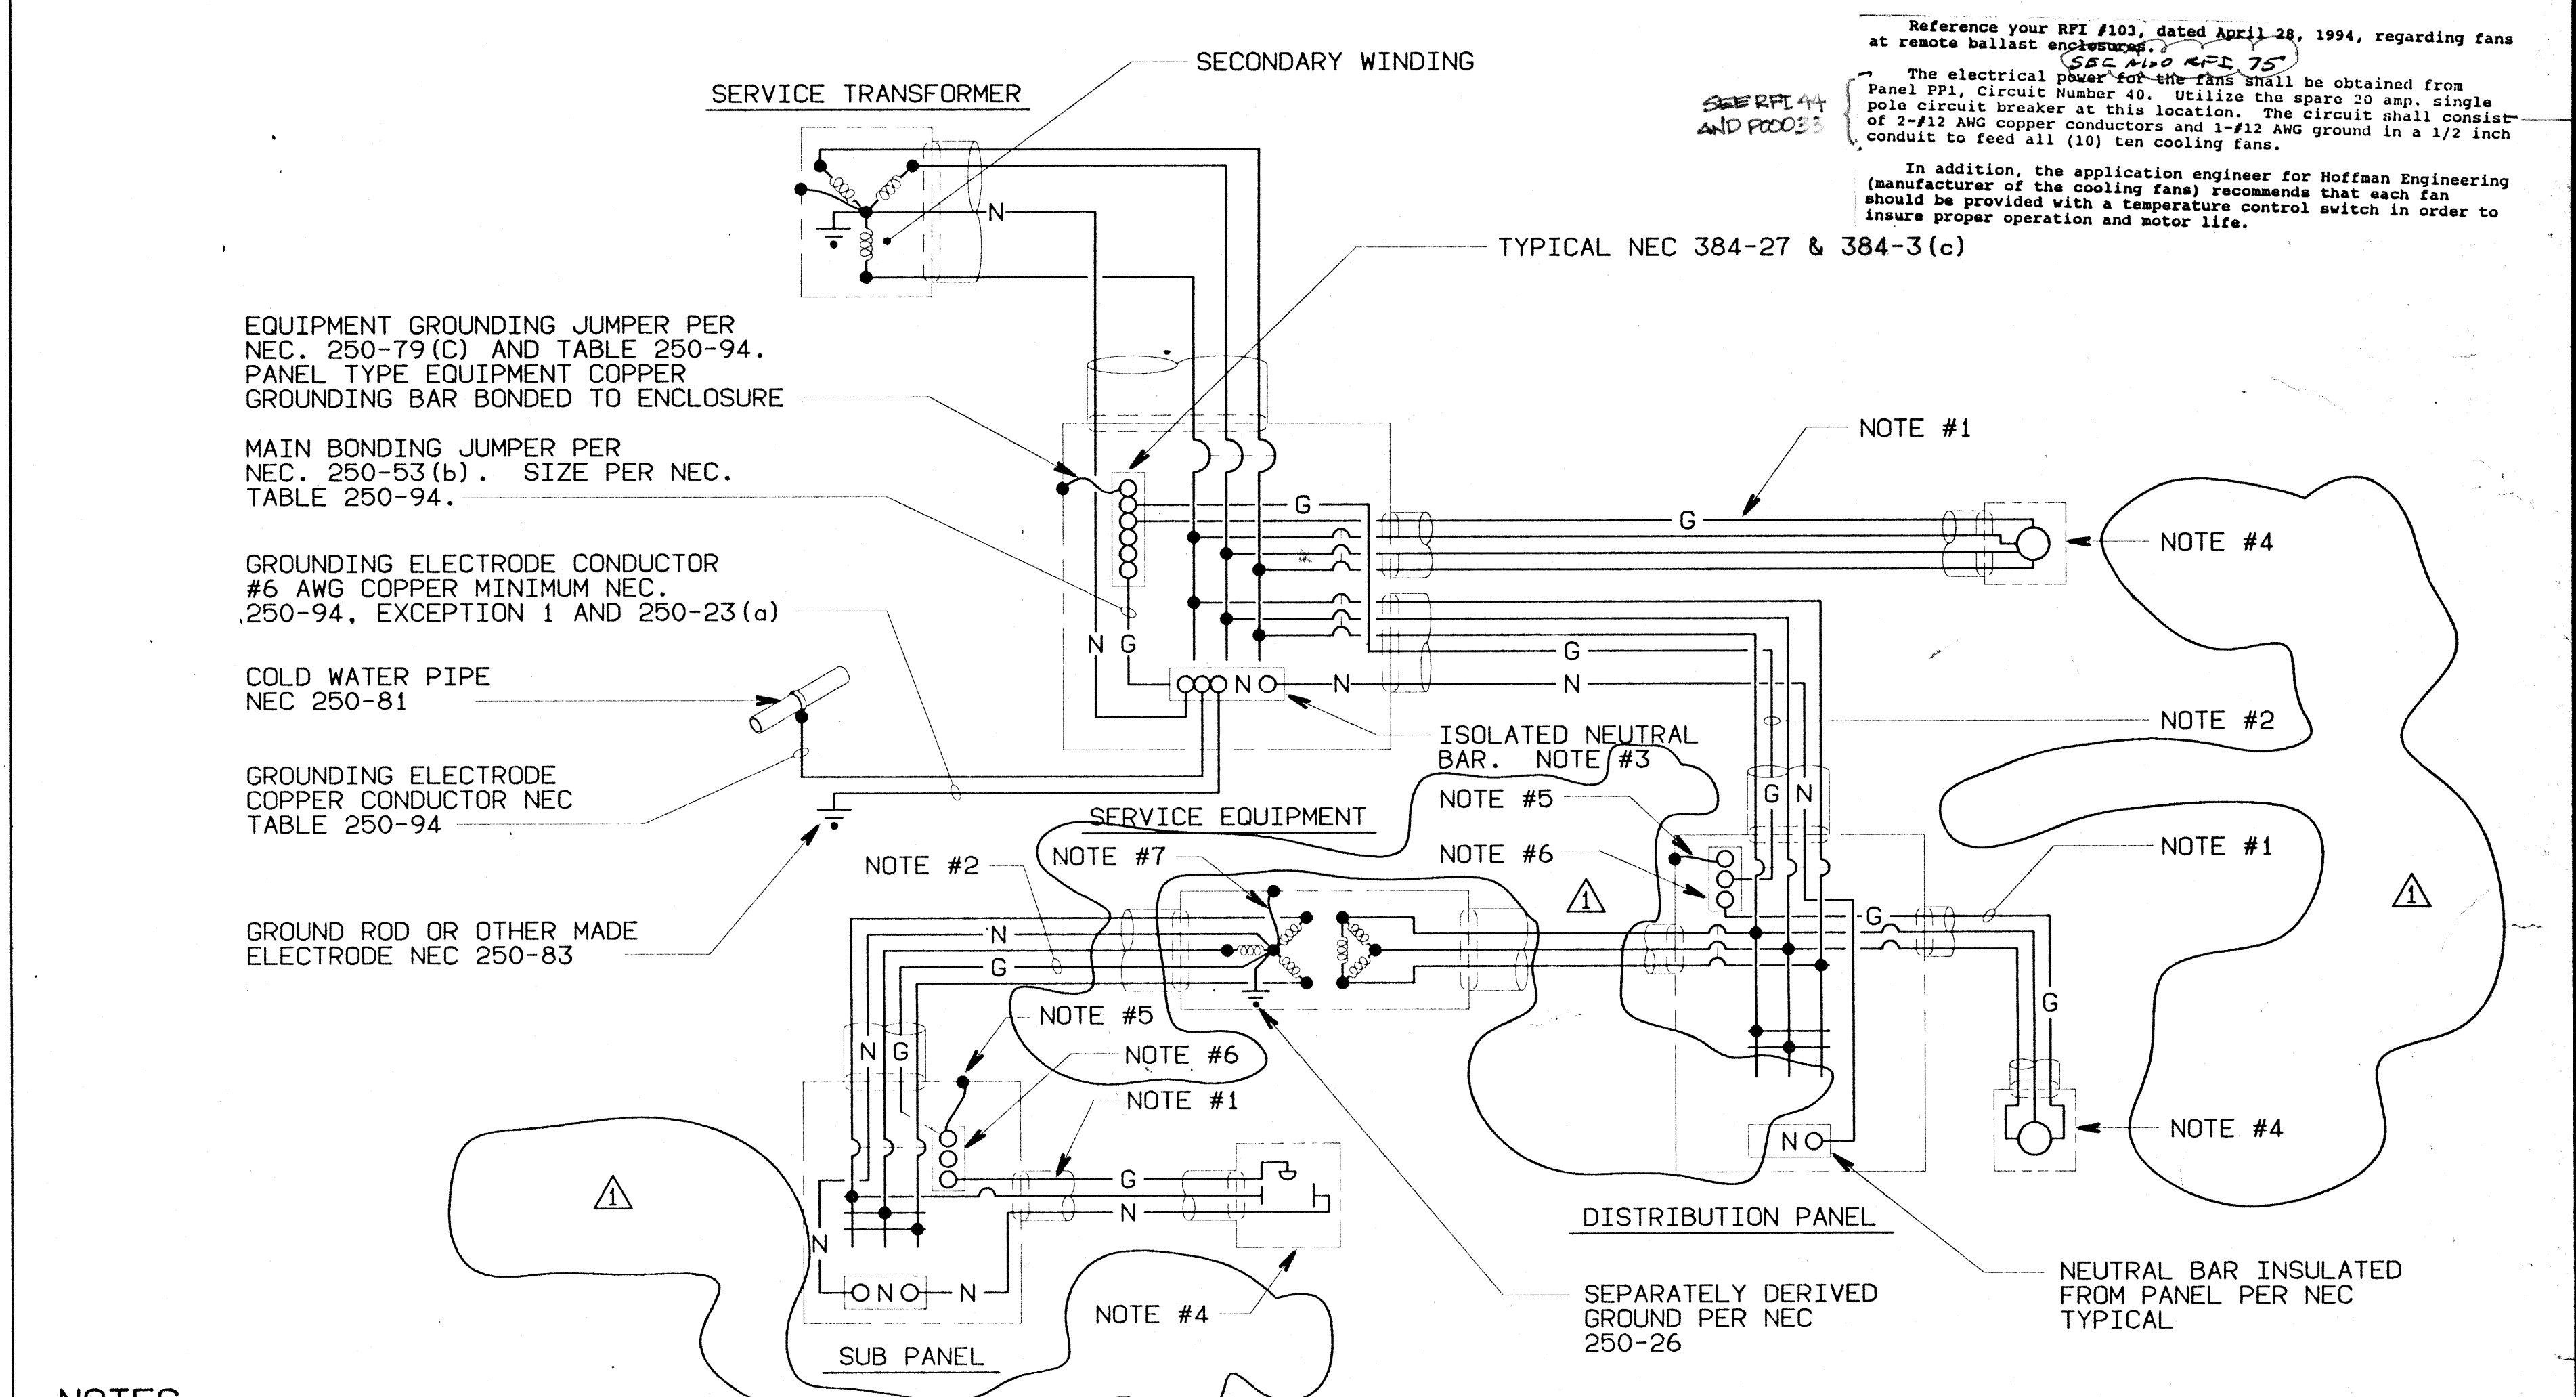 Reference your RFI #103, dated April 28, 1994, regarding fans
at remote ballast enclosures.
SEE ALSO RFI 75
The electrical power for the fans shall be obtained from
Panel PP1, Circuit Number 40. Utilize the spare 20 amp. single
pole circuit breaker at this location. The circuit shall consist
of 2-#12 AWG copper conductors and 1-#12 AWG ground in a 1/2 inch
conduit to feed all (10) ten cooling fans.
SEE RFI 44
AND P00033
In addition, the application engineer for Hoffman Engineering
(manufacturer of the cooling fans) recommends that each fan
should be provided with a temperature control switch in order to
insure proper operation and motor life.
SECONDARY WINDING
SERVICE TRANSFORMER
N
TYPICAL NEC 384-27 & 384-3(c)
EQUIPMENT GROUNDING JUMPER PER
NEC. 250-79(C) AND TABLE 250-94.
PANEL TYPE EQUIPMENT COPPER
GROUNDING BAR BONDED TO ENCLOSURE
MAIN BONDING JUMPER PER
NEC. 250-53(b). SIZE PER NEC.
TABLE 250-94.
GROUNDING ELECTRODE CONDUCTOR
#6 AWG COPPER MINIMUM NEC.
250-94, EXCEPTION 1 AND 250-23(a)
COLD WATER PIPE
NEC 250-81
GROUNDING ELECTRODE
COPPER CONDUCTOR NEC
TABLE 250-94
GROUND ROD OR OTHER MADE
ELECTRODE NEC 250-83
NOTE #1
G
G
NOTE #4
N G
G
N N N
NOTE #2
ISOLATED NEUTRAL
BAR. NOTE #3
SERVICE EQUIPMENT
NOTE #5
G N
NOTE #6
NOTE #1
NOTE #7
NOTE #2
1
1
G
N
G
G
NOTE #5
NOTE #6
N G
NOTE #1
NOTE #4
N
1
G
N
N
N
N
NOTE #4
SUB PANEL
DISTRIBUTION PANEL
SEPARATELY DERIVED
GROUND PER NEC
250-26
NEUTRAL BAR INSULATED
FROM PANEL PER NEC
TYPICAL
NOTES